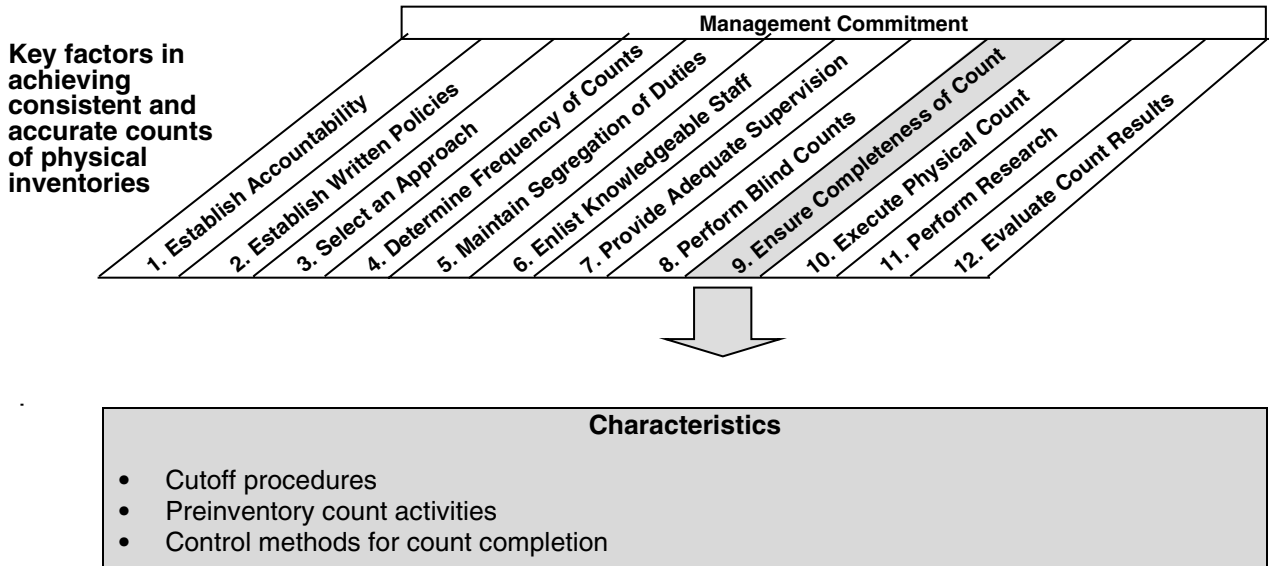 Management Commitment
Key factors in
achieving
consistent and
accurate counts
of physical
inventories
1. Establish Accountability
2. Establish Written Policies
3. Select an Approach
4. Determine Frequency of Counts
5. Maintain Segregation of Duties
6. Enlist Knowledgeable Staff
7. Provide Adequate Supervision
8. Perform Blind Counts
9. Ensure Completeness of Count
10. Execute Physical Count
11. Perform Research
12. Evaluate Count Results
Characteristics
• Cutoff procedures
• Preinventory count activities
• Control methods for count completion